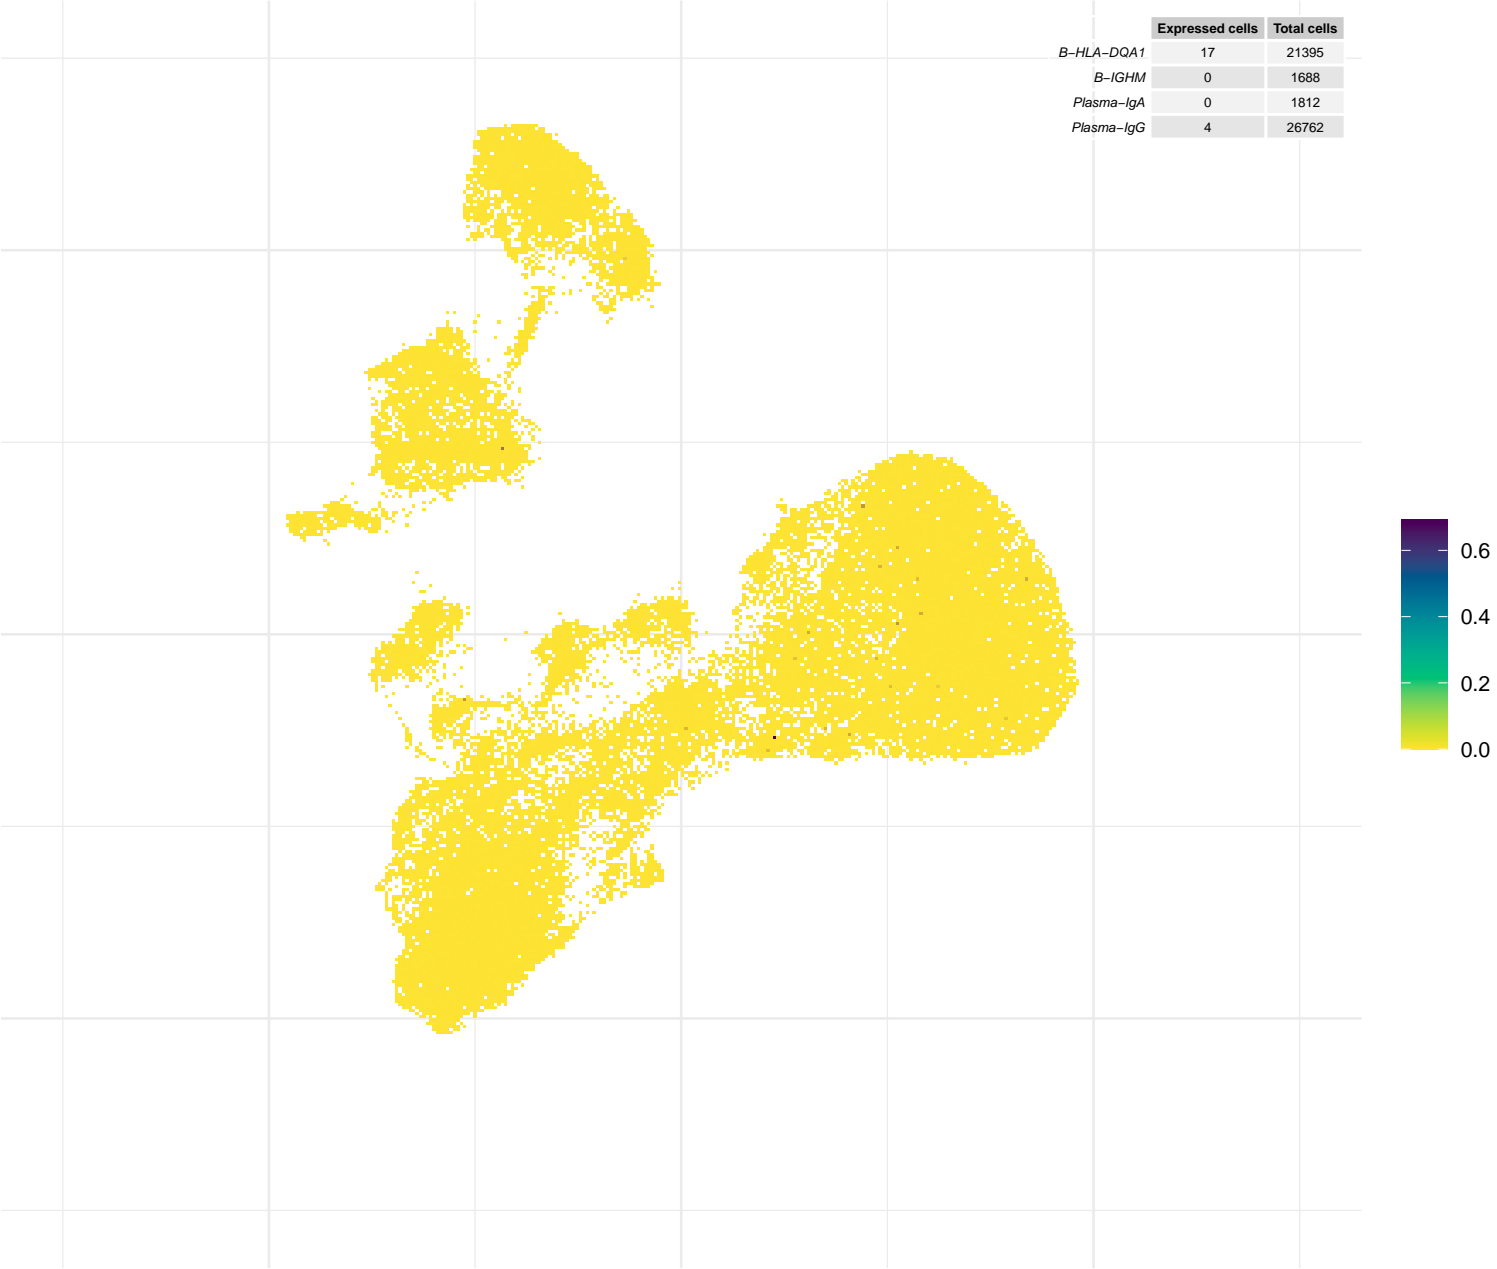 Expressed cells Total cells
B−HLA−DQA1 17 21395
B−IGHM 0 1688
Plasma−IgA 0 1812
Plasma−IgG 4 26762
0.6
0.4
0.2
0.0